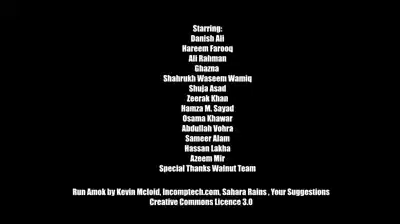 Starring:
Danish Ali
Hareem Farooq
Ali Rahman
Ghazna
Shahrukh Waseem Wamiq
Shuja Asad
Zeerak Khan
Hamza M. Sayad
Osama Khawar
Abdullah Vohra
Sameer Alam
Hassan Lakha
Azeem Mir
Special Thanks Walnut Team
Run Amok by Kevin Mcloid, Incomptech.com, Sahara Rains , Your Suggestions
Creative Commons Licence 3.0